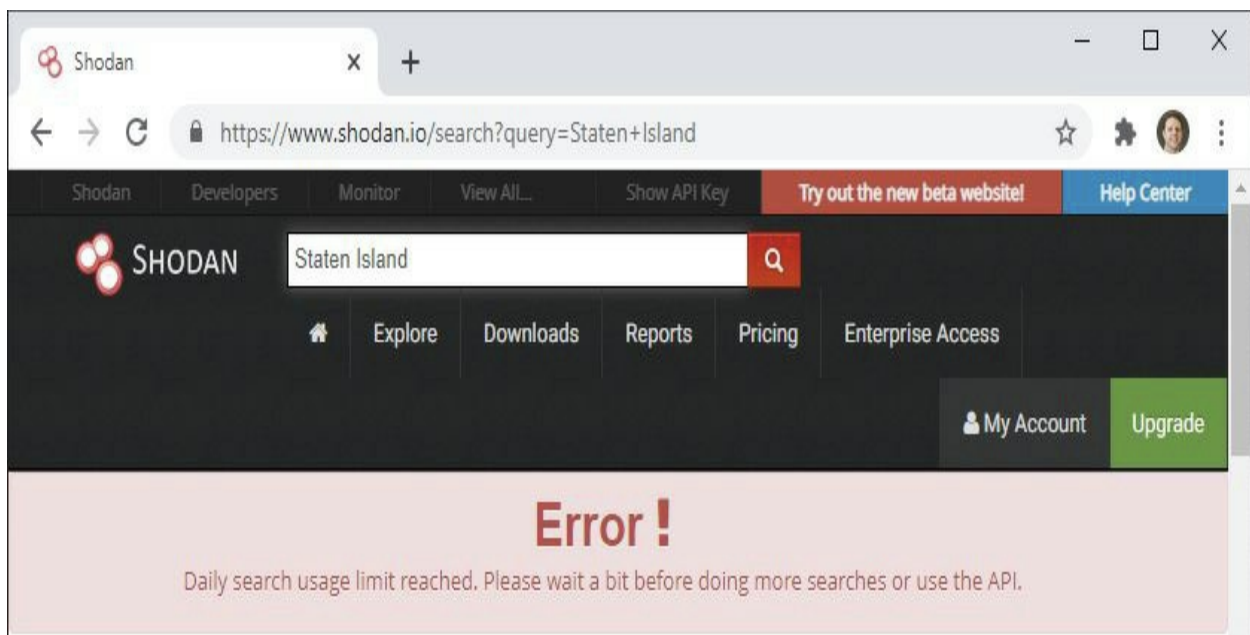 Shodan
https://www.shodan.io/search?query=Staten+Island
Shodan Developers Monitor View All... Show API Key Try out the new beta website! Help Center
SHODAN Staten Island
Explore Downloads Reports Pricing Enterprise Access
My Account Upgrade
Error !
Daily search usage limit reached. Please wait a bit before doing more searches or use the API.